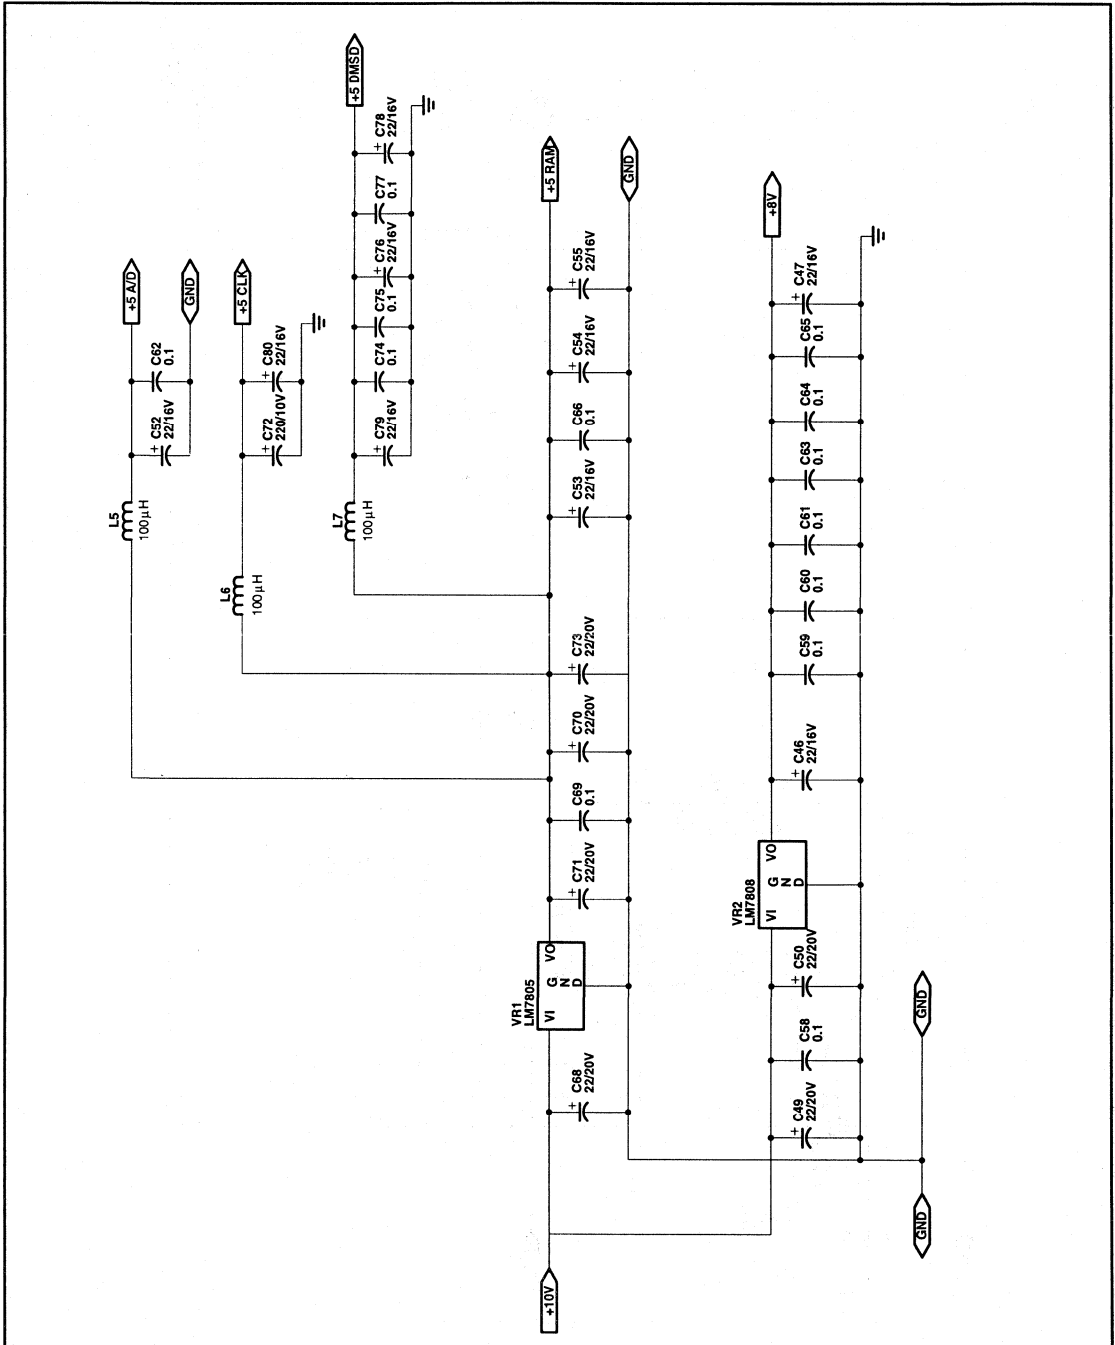 +5 A/D
GND
C62
0.1
+
C52
22/16V
L5
100μH
+5 CLK
+
C80
22/16V
+
C72
220/10V
L6
100μH
+5 DMSD
+
C78
22/16V
C77
0.1
+
C76
22/16V
C75
0.1
C74
0.1
+
C79
22/16V
L7
100μH
+5 RAM
GND
+
C55
22/16V
+
C54
22/16V
C66
0.1
+
C53
22/16V
+
C73
22/20V
+
C70
22/20V
C69
0.1
+
C71
22/20V
VR1
LM7805
VI
GND
VO
+
C68
22/20V
+10V
+8V
+
C47
22/16V
C65
0.1
C64
0.1
C63
0.1
C61
0.1
C60
0.1
C59
0.1
+
C46
22/16V
VR2
LM7808
VI
GND
VO
+
C50
22/20V
C58
0.1
+
C49
22/20V
GND
GND